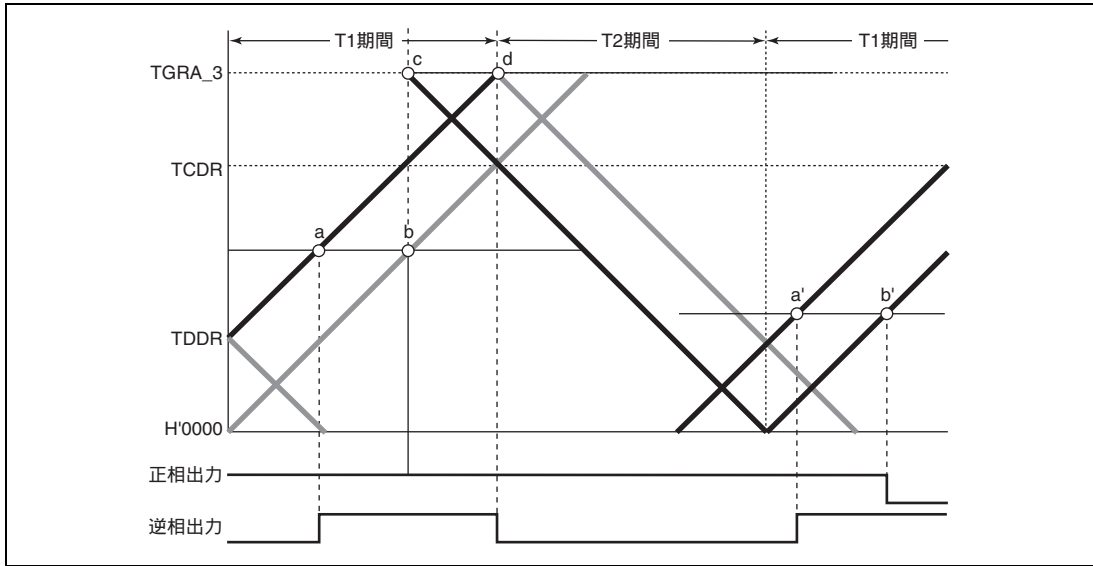 T1期間
T2期間
T1期間
TGRA_3
c
d
TCDR
a
b
a'
b'
TDDR
H'0000
正相出力
逆相出力